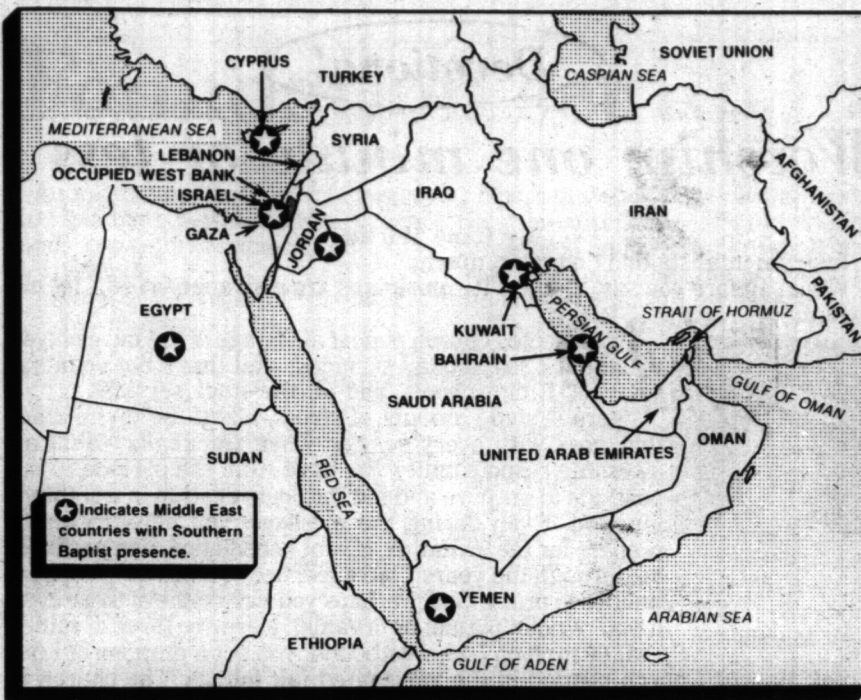 CYPRUS
TURKEY
CASPIAN SEA
SOVIET UNION
MEDITERRANEAN SEA
SYRIA
LEBANON
OCCUPIED WEST BANK
ISRAEL
GAZA
JORDAN
IRAQ
IRAN
AFGHANISTAN
PAKISTAN
EGYPT
KUWAIT
BAHRAIN
PERSIAN GULF
STRAIT OF HORMUZ
GULF OF OMAN
SAUDI ARABIA
UNITED ARAB EMIRATES
OMAN
SUDAN
RED SEA
Indicates Middle East
countries with Southern
Baptist presence.
YEMEN
ETHIOPIA
ARABIAN SEA
GULF OF ADEN